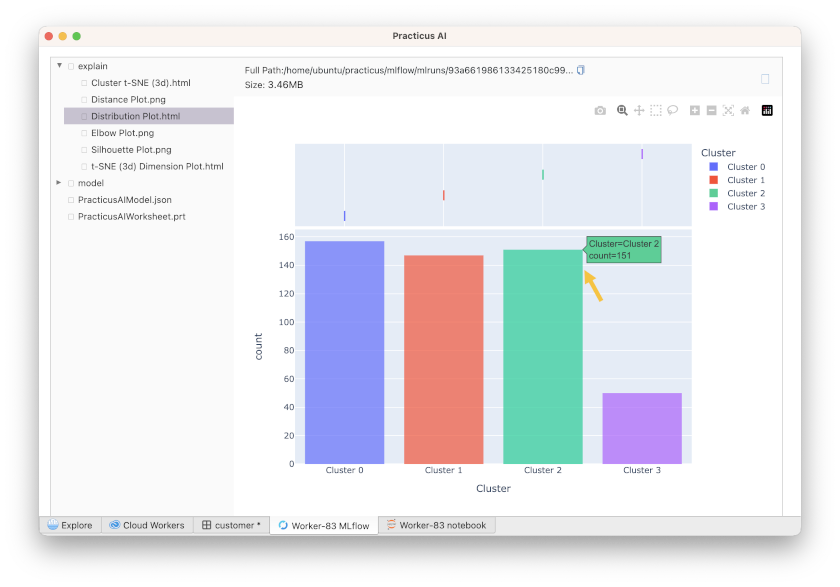 Practicus AI
explain
Cluster t-SNE (3d).html
Distance Plot.png
Distribution Plot.html
Elbow Plot.png
Silhouette Plot.png
t-SNE (3d) Dimension Plot.html
model
PracticusAIModel.json
PracticusAIWorksheet.prt
Full Path:/home/ubuntu/practicus/mlflow/mlruns/93a661986133425180c99...
Size: 3.46MB
Cluster
Cluster 0
Cluster 1
Cluster 2
Cluster 3
Cluster=Cluster 2
count=151
160
140
120
100
80
60
40
20
0
count
Cluster 0 Cluster 1 Cluster 2 Cluster 3
Cluster
Explore Cloud Workers customer * Worker-83 MLflow Worker-83 notebook